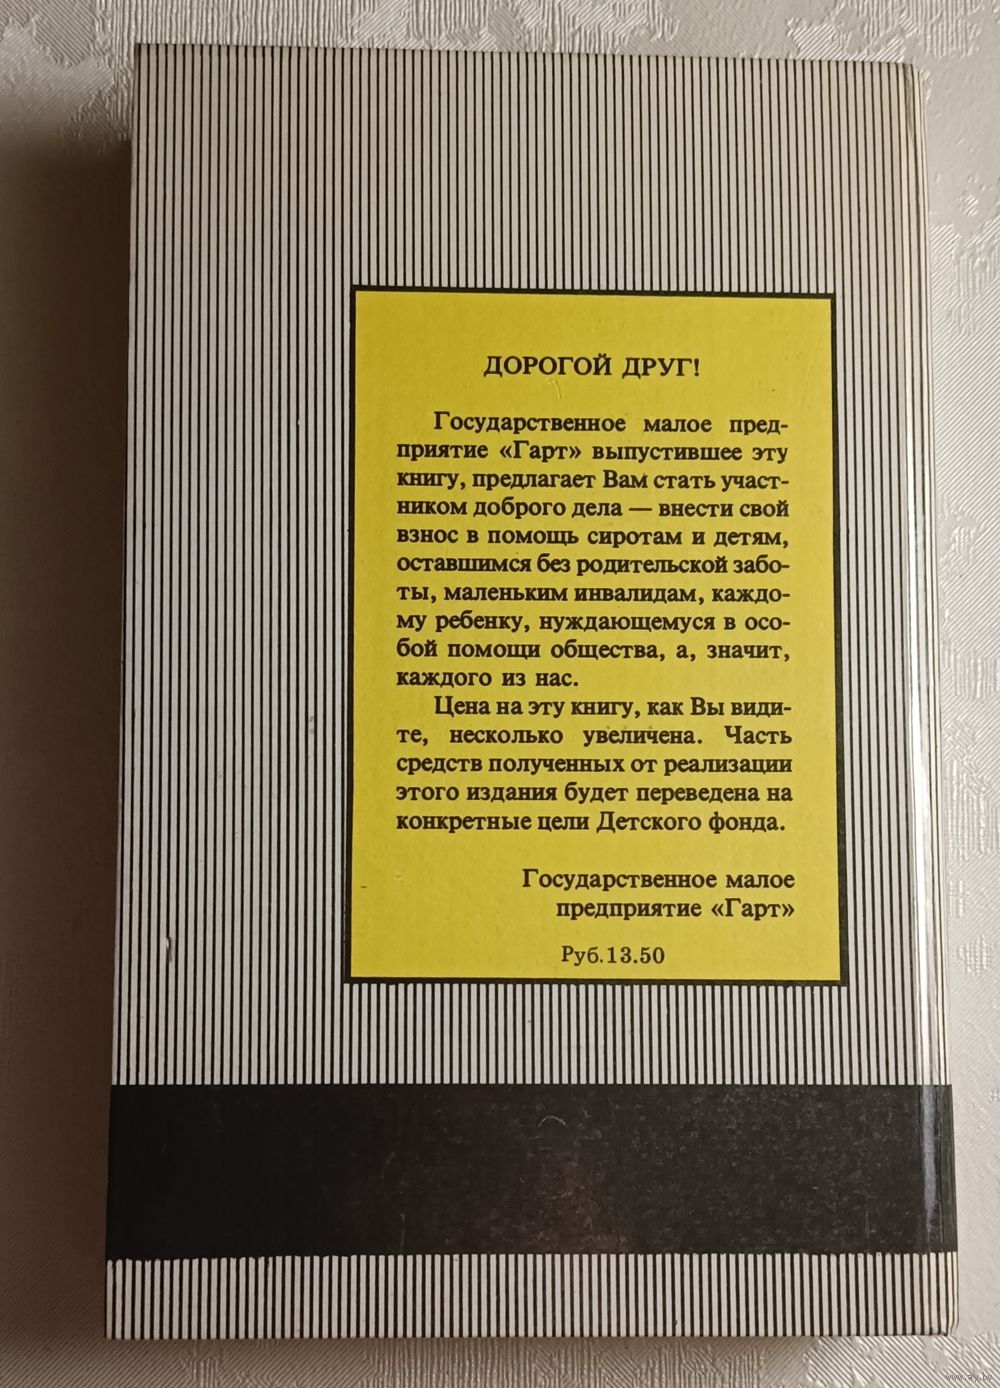 ДОРОГОЙ ДРУГ!
Государственное малое пред-
приятие «Гарт» выпустившее эту
книгу, предлагает Вам стать участ-
ником доброго дела — внести свой
взнос в помощь сиротам и детям,
оставшимся без родительской забо-
ты, маленьким инвалидам, каждо-
му ребенку, нуждающемуся в осо-
бой помощи общества, а, значит,
каждого из нас.
Цена на эту книгу, как Вы види-
те, несколько увеличена. Часть
средств полученных от реализации
этого издания будет переведена на
конкретные цели Детского фонда.
Государственное малое
предприятие «Гарт»
Руб.13.50
www.ay.by